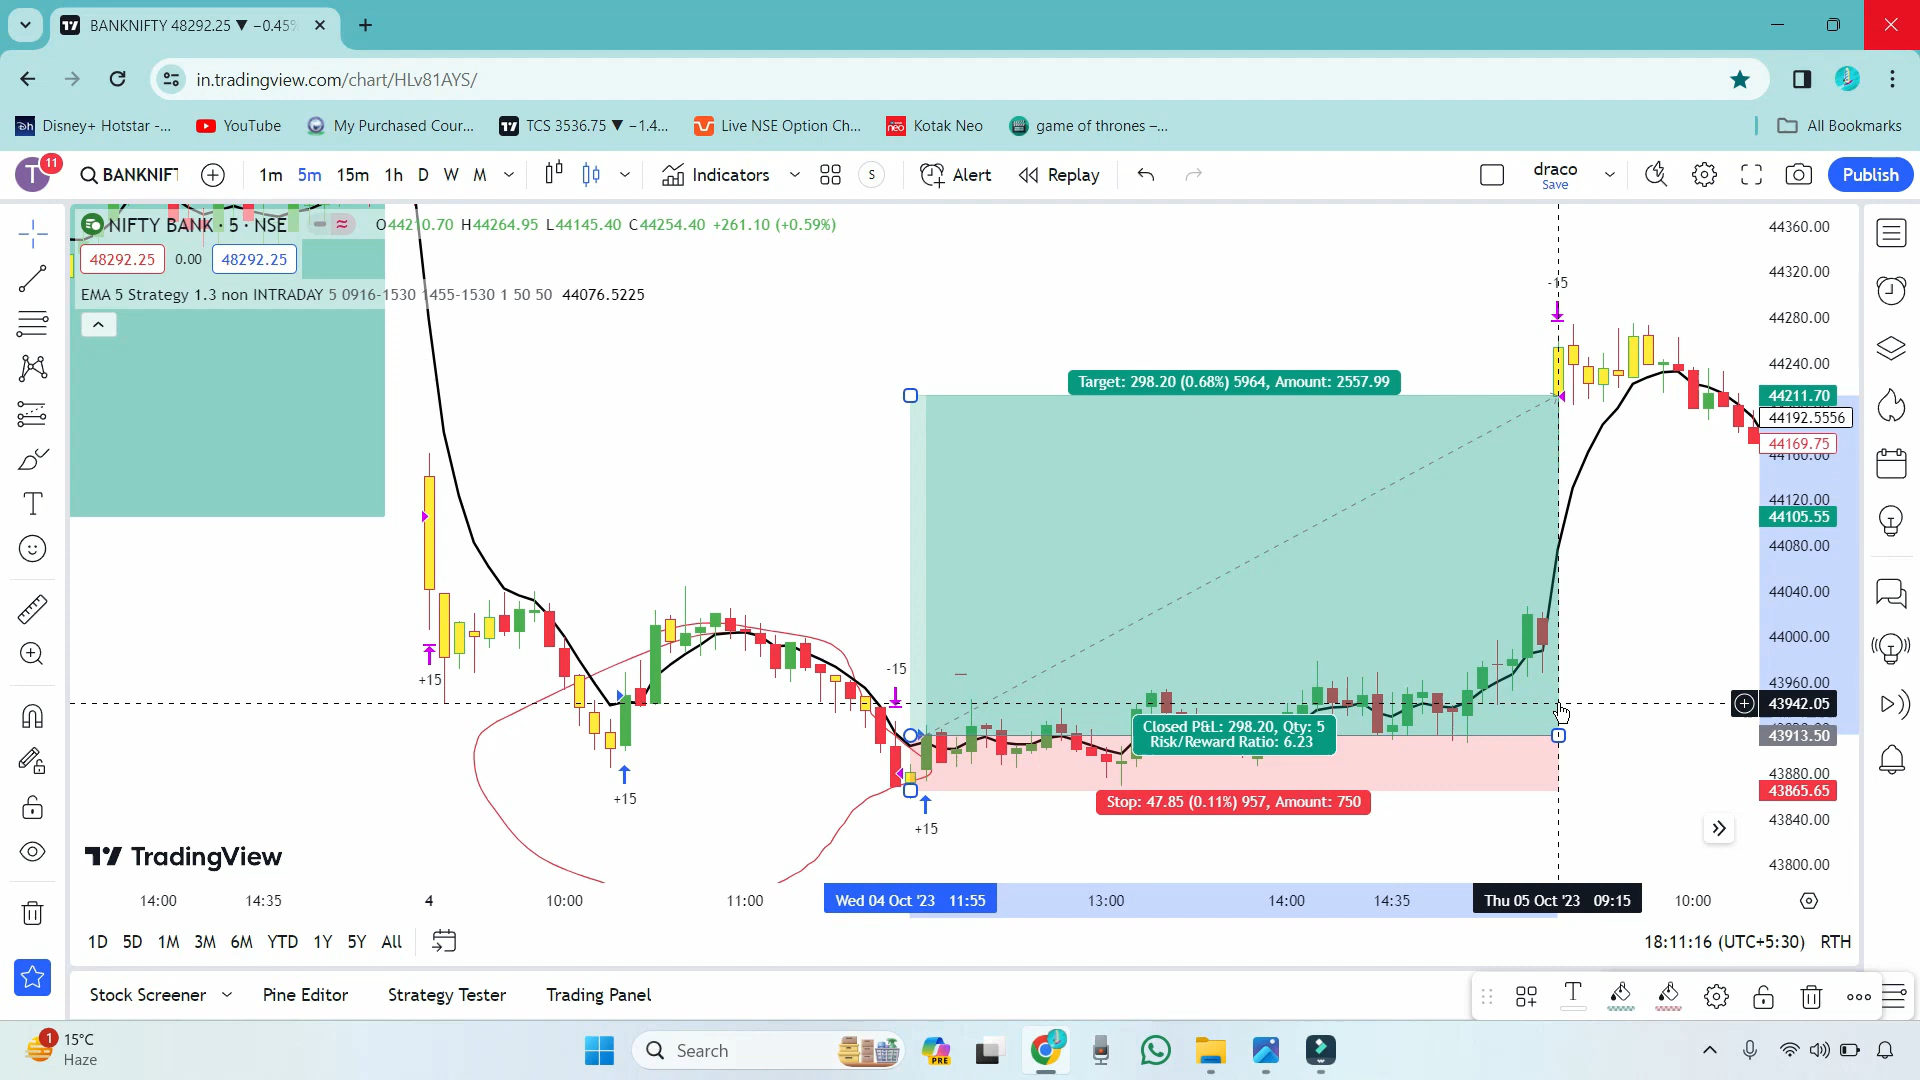 BANKNIFTY 48292.25 ▼ −0.45%
in.tradingview.com/chart/HLv81AYS/
Disney+ Hotstar -... YouTube My Purchased Cour... TCS 3536.75 ▼ −1.4... Live NSE Option Ch... Kotak Neo game of thrones –... All Bookmarks
T 11 BANKNIFT 1m 5m 15m 1h D W M Indicators S Alert Replay draco Save Publish
NIFTY BANK · 5 · NSE O44210.70 H44264.95 L44145.40 C44254.40 +261.10 (+0.59%)
48292.25 0.00 48292.25
EMA 5 Strategy 1.3 non INTRADAY 5 0916-1530 1455-1530 1 50 50 44076.5225
44360.00
44320.00
44280.00
44240.00
44211.70
44192.5556
44169.75
44160.00
44120.00
44105.55
44080.00
44040.00
44000.00
43960.00
43942.05
43913.50
43880.00
43865.65
43840.00
43800.00
-15
Target: 298.20 (0.68%) 5964, Amount: 2557.99
+15
-15
Closed P&L: 298.20, Qty: 5
Risk/Reward Ratio: 6.23
+15
Stop: 47.85 (0.11%) 957, Amount: 750
+15
TradingView
14:00 14:35 4 10:00 11:00 Wed 04 Oct '23 11:55 13:00 14:00 14:35 Thu 05 Oct '23 09:15 10:00
1D 5D 1M 3M 6M YTD 1Y 5Y All 18:11:16 (UTC+5:30) RTH
Stock Screener Pine Editor Strategy Tester Trading Panel
1 15°C
Haze
Search
PRE